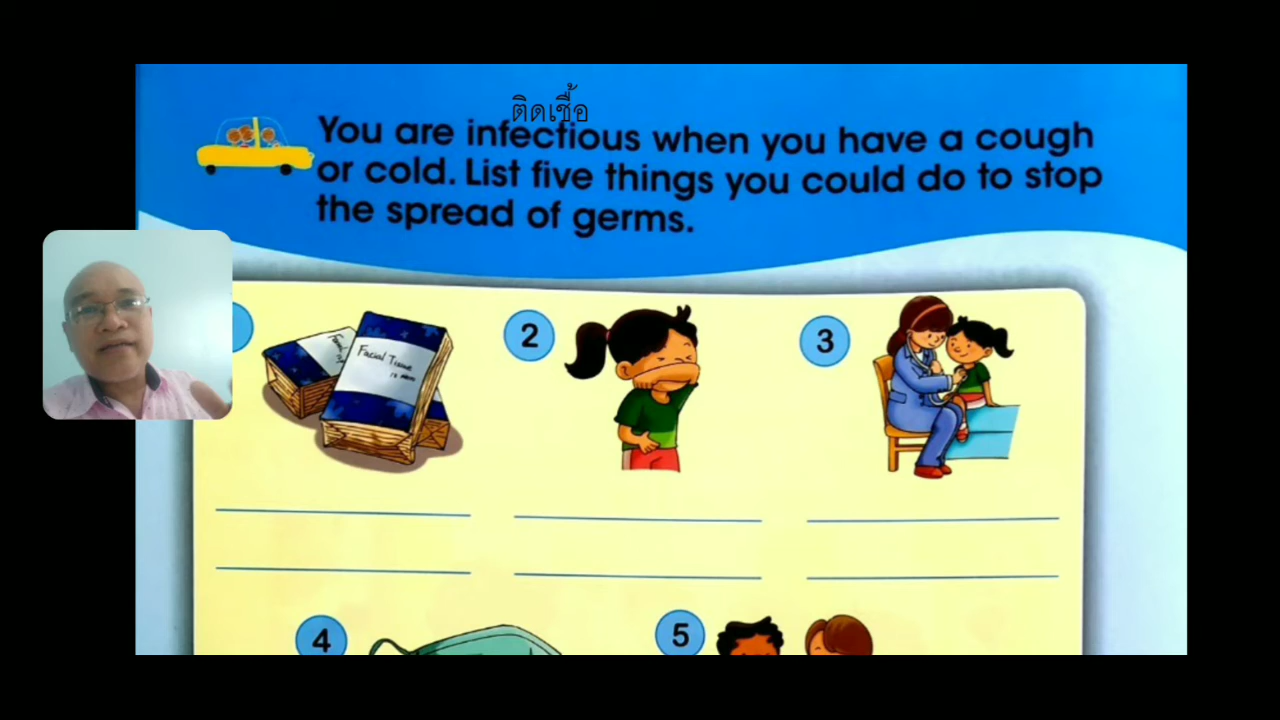 ติดเชื้อ
You are infectious when you have a cough
or cold. List five things you could do to stop
the spread of germs.
2
3
Facial Tissue
4
5